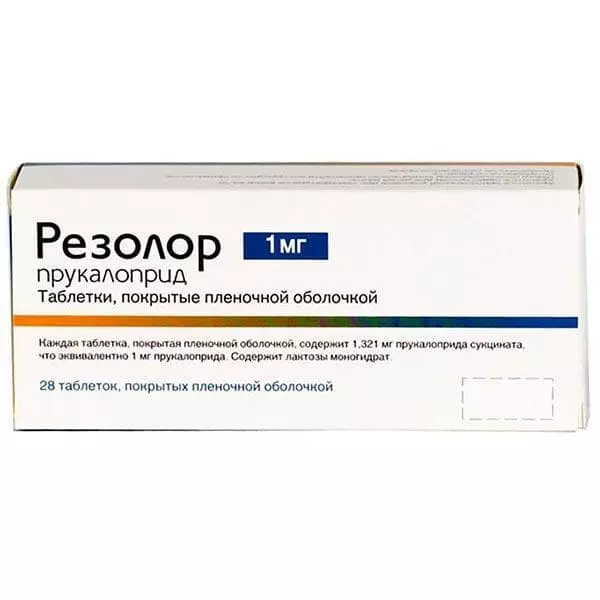 Резолор 1 мг
прукалоприд
Таблетки, покрытые пленочной оболочкой
Каждая таблетка, покрытая пленочной оболочкой, содержит 1,321 мг прукалоприда сукцината,
что эквивалентно 1 мг прукалоприда. Содержит лактозы моногидрат.
28 таблеток, покрытых пленочной оболочкой